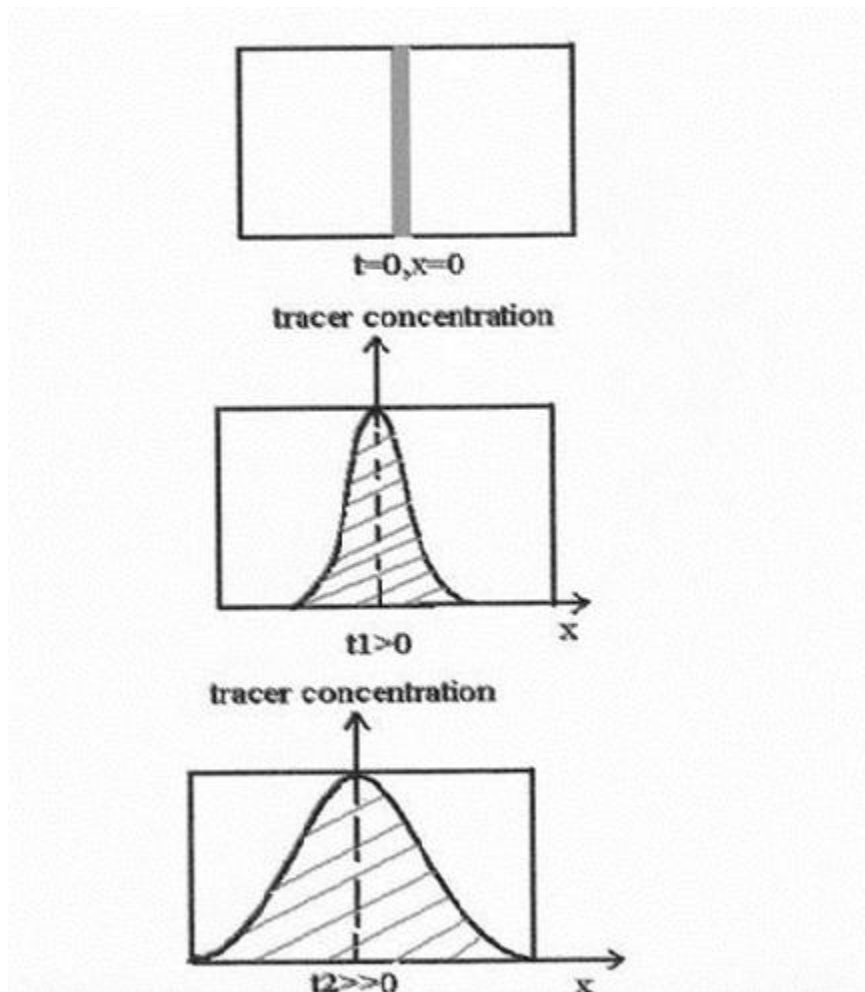 t=0,x=0
tracer concentration
x
t1>0
tracer concentration
t2>>0
x